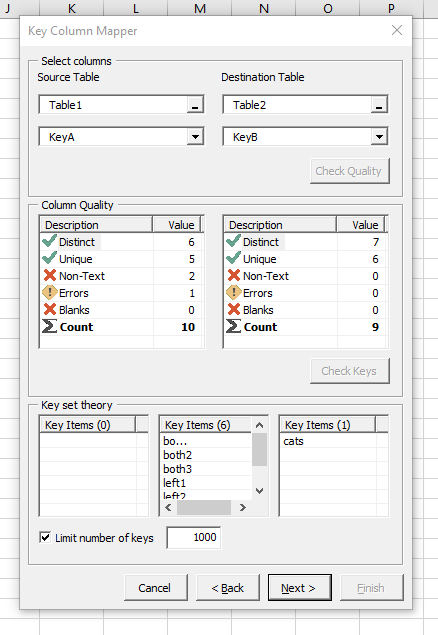 J K L M N O P
Key Column Mapper
Select columns
Source Table Destination Table
Table1 Table2
KeyA KeyB
Check Quality
Column Quality
Description Value Description Value
Distinct 6 Distinct 7
Unique 5 Unique 6
Non-Text 2 Non-Text 0
Errors 1 Errors 0
Blanks 0 Blanks 0
Count 10 Count 9
Check Keys
Key set theory
Key Items (0) Key Items (6) Key Items (1)
bo... cats
both2
both3
left1
left2
Limit number of keys 1000
Cancel < Back Next > Finish